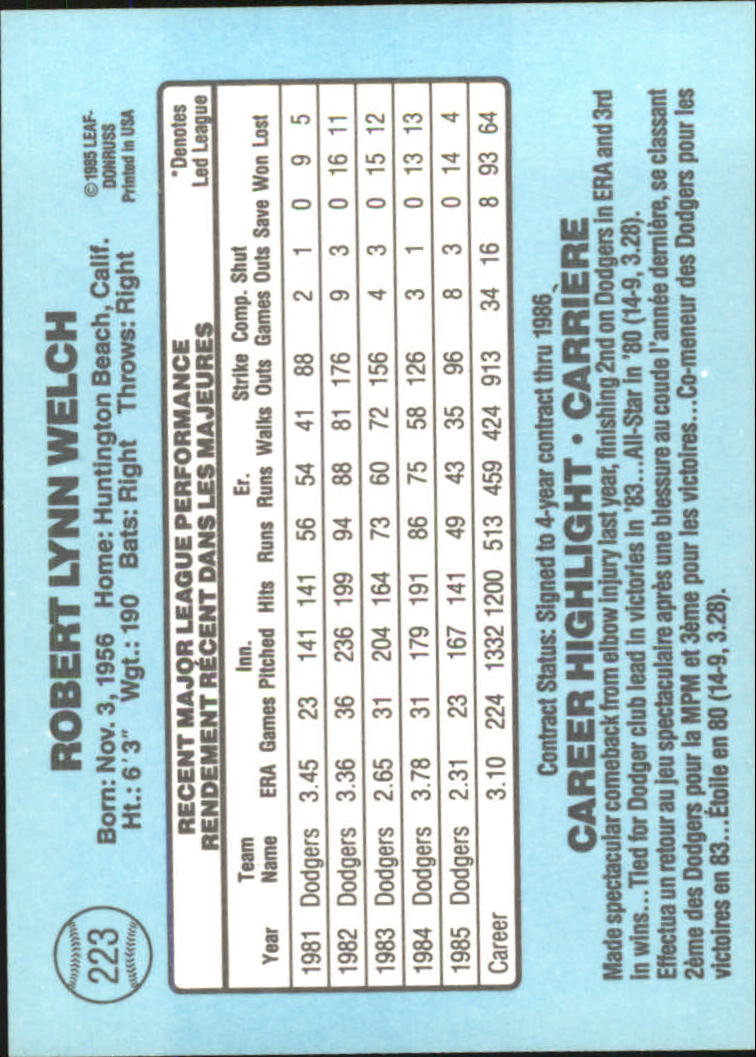 223
ROBERT LYNN WELCH
Born: Nov. 3, 1956 Home: Huntington Beach, Calif.
Ht.: 6'3" Wgt.: 190 Bats: Right Throws: Right
©1985 LEAF-
DONRUSS
Printed in USA
RECENT MAJOR LEAGUE PERFORMANCE
RENDEMENT RÉCENT DANS LES MAJEURES
*Denotes
Led League
Team Inn. Er. Strike Comp. Shut
Year Name ERA Games Pitched Hits Runs Runs Walks Outs Games Outs Save Won Lost
1981 Dodgers 3.45 23 141 141 56 54 41 88 2 1 0 9 5
1982 Dodgers 3.36 36 236 199 94 88 81 176 9 3 0 16 11
1983 Dodgers 2.65 31 204 164 73 60 72 156 4 3 0 15 12
1984 Dodgers 3.78 31 179 191 86 75 58 126 3 1 0 13 13
1985 Dodgers 2.31 23 167 141 49 43 35 96 8 3 0 14 4
Career 3.10 224 1332 1200 513 459 424 913 34 16 8 93 64
Contract Status: Signed to 4-year contract thru 1986
CAREER HIGHLIGHT • CARRIÈRE
Made spectacular comeback from elbow injury last year, finishing 2nd on Dodgers in ERA and 3rd
in wins...Tied for Dodger club lead in victories in '83...All-Star in '80 (14-9, 3.28).
Effectua un retour au jeu spectaculaire après une blessure au coude l'année dernière, se classant
2ème des Dodgers pour la MPM et 3ème pour les victoires...Co-meneur des Dodgers pour les
victoires en 83...Étoile en 80 (14-9, 3.28).